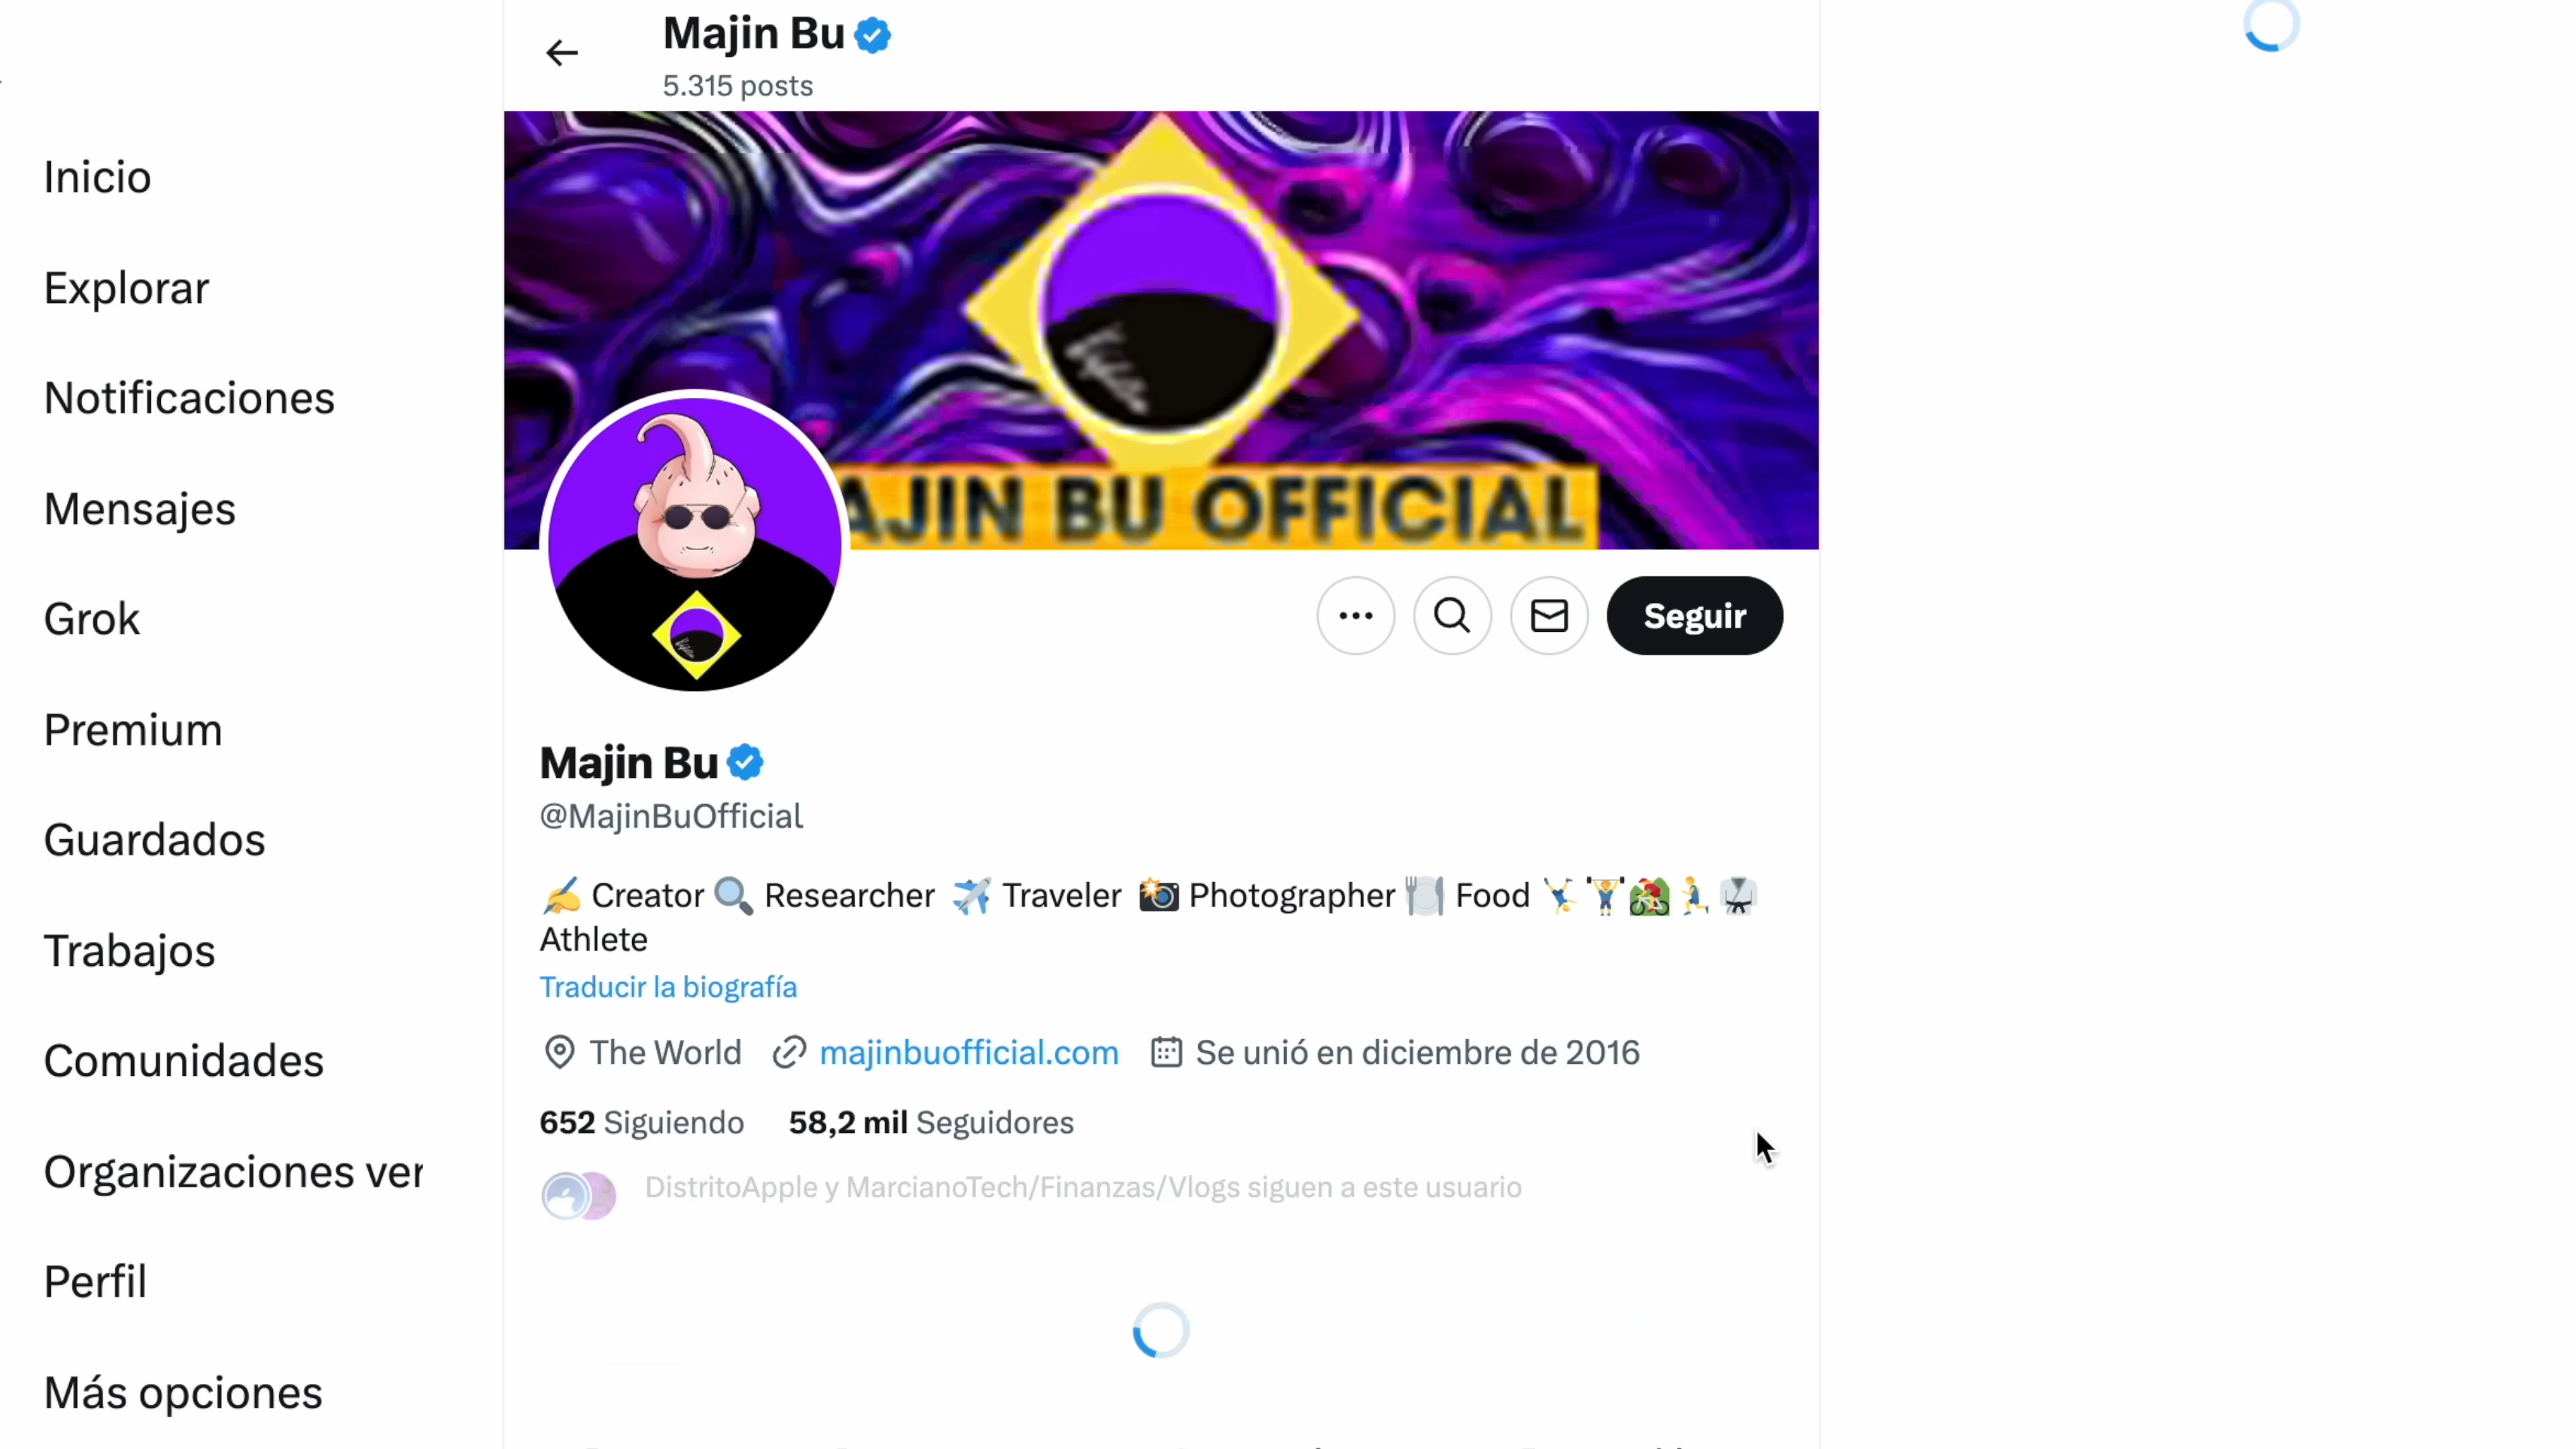 Majin Bu
5.315 posts
Inicio
Explorar
Notificaciones
Mensajes
Grok
Premium
Guardados
Trabajos
Comunidades
Organizaciones ver
Perfil
Más opciones
AJIN BU OFFICIAL
Seguir
Majin Bu
@MajinBuOfficial
✍️ Creator 🔍 Researcher ✈️ Traveler 📸 Photographer 🍽️ Food 🤸🏋️🚵🏃🥋
Athlete
Traducir la biografía
The World majinbuofficial.com Se unió en diciembre de 2016
652 Siguiendo 58,2 mil Seguidores
DistritoApple y MarcianoTech/Finanzas/Vlogs siguen a este usuario